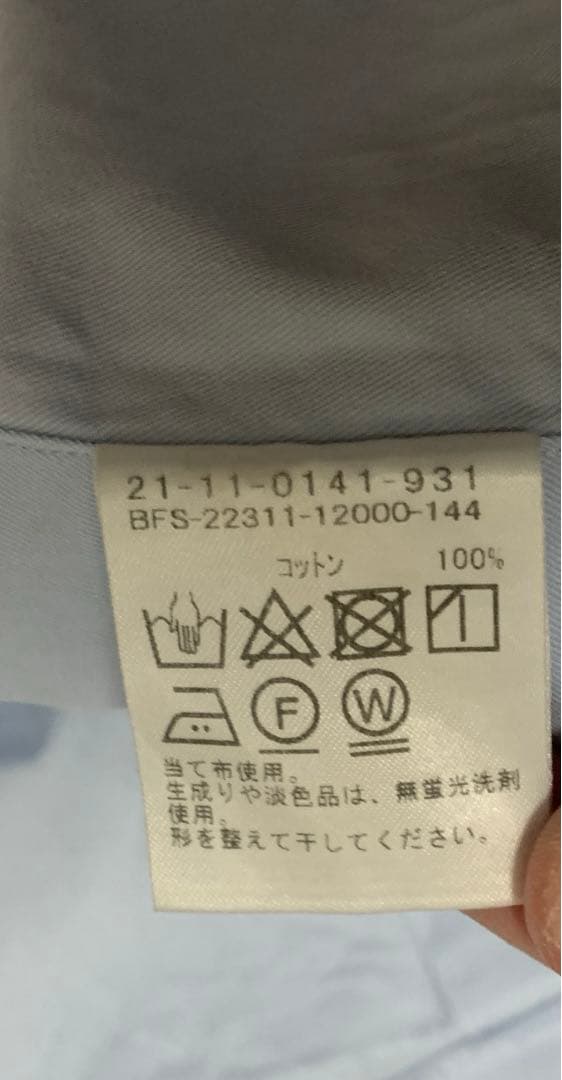 21-11-0141-931
BFS-22311-12000-144
コットン 100%
F W
当て布使用。
生成りや淡色品は、無蛍光洗剤
使用。
形を整えて干してください。